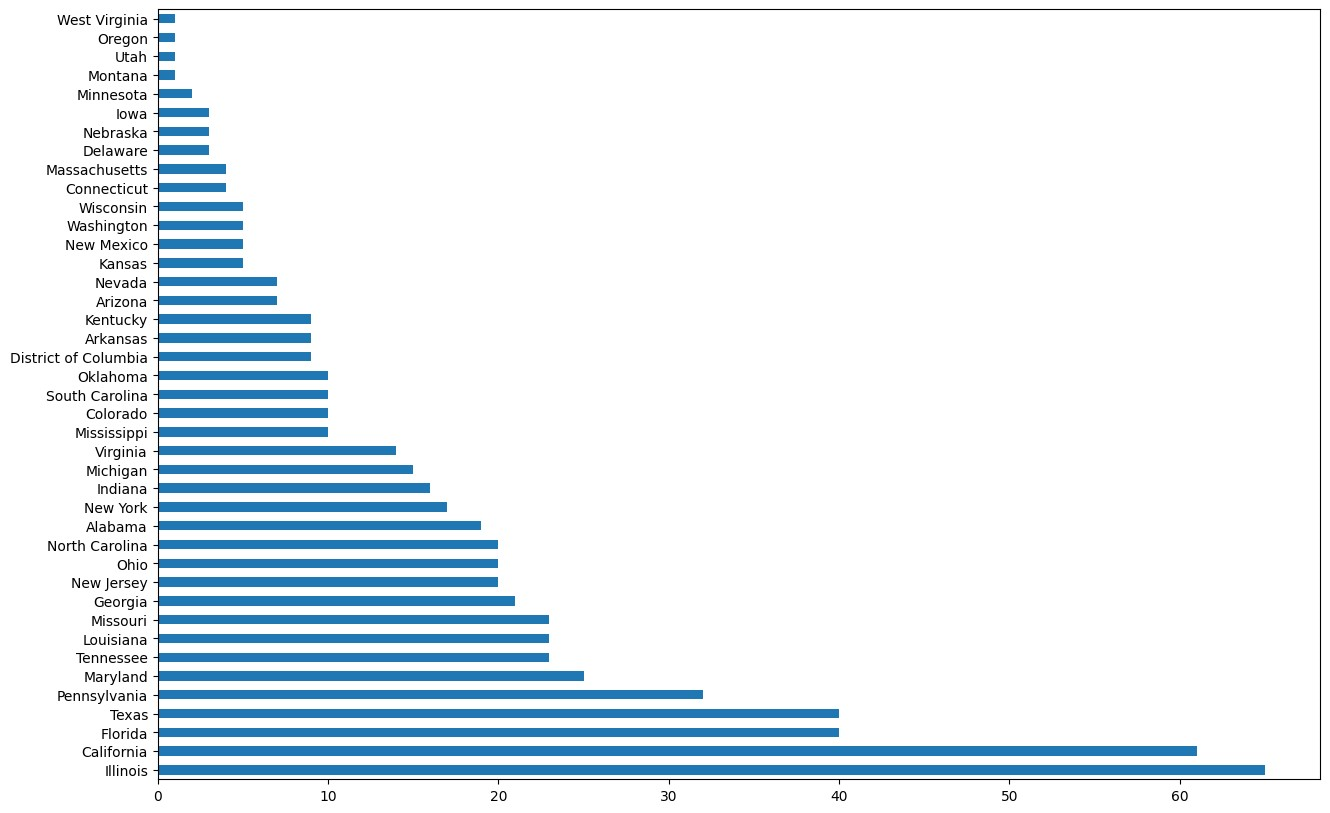 West Virginia
Oregon
Utah
Montana
Minnesota
Iowa
Nebraska
Delaware
Massachusetts
Connecticut
Wisconsin
Washington
New Mexico
Kansas
Nevada
Arizona
Kentucky
Arkansas
District of Columbia
Oklahoma
South Carolina
Colorado
Mississippi
Virginia
Michigan
Indiana
New York
Alabama
North Carolina
Ohio
New Jersey
Georgia
Missouri
Louisiana
Tennessee
Maryland
Pennsylvania
Texas
Florida
California
Illinois
0 10 20 30 40 50 60